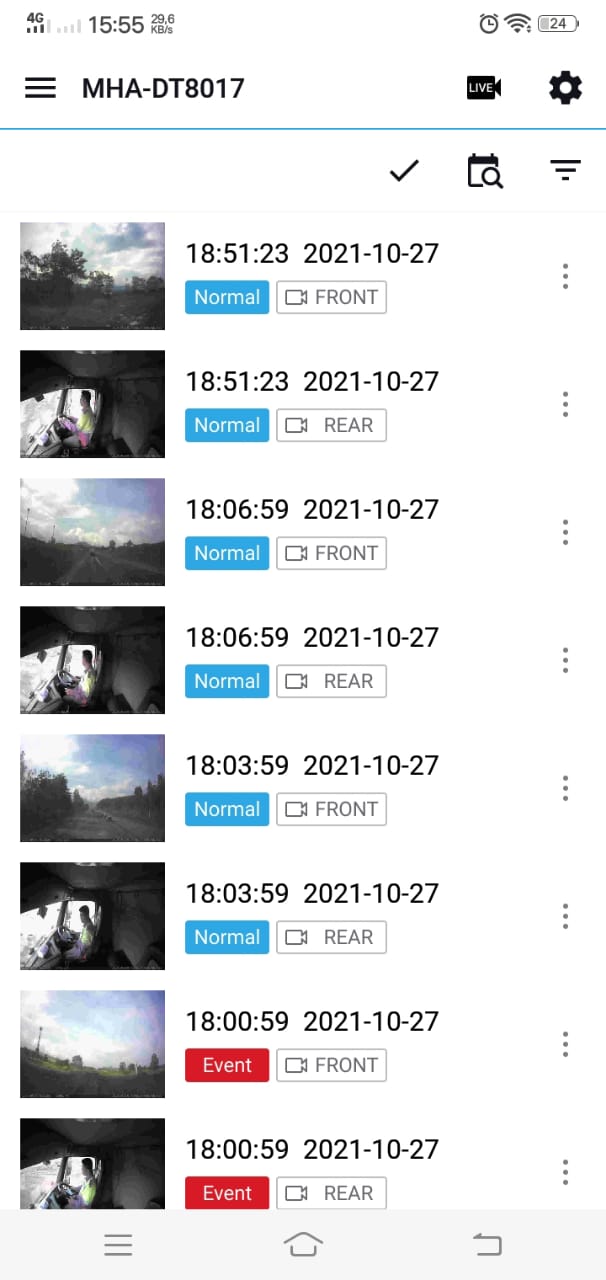 4G 15:55 29,6 KB/s 24
MHA-DT8017 LIVE
18:51:23 2021-10-27
Normal FRONT
18:51:23 2021-10-27
Normal REAR
18:06:59 2021-10-27
Normal FRONT
18:06:59 2021-10-27
Normal REAR
18:03:59 2021-10-27
Normal FRONT
18:03:59 2021-10-27
Normal REAR
18:00:59 2021-10-27
Event FRONT
18:00:59 2021-10-27
Event REAR